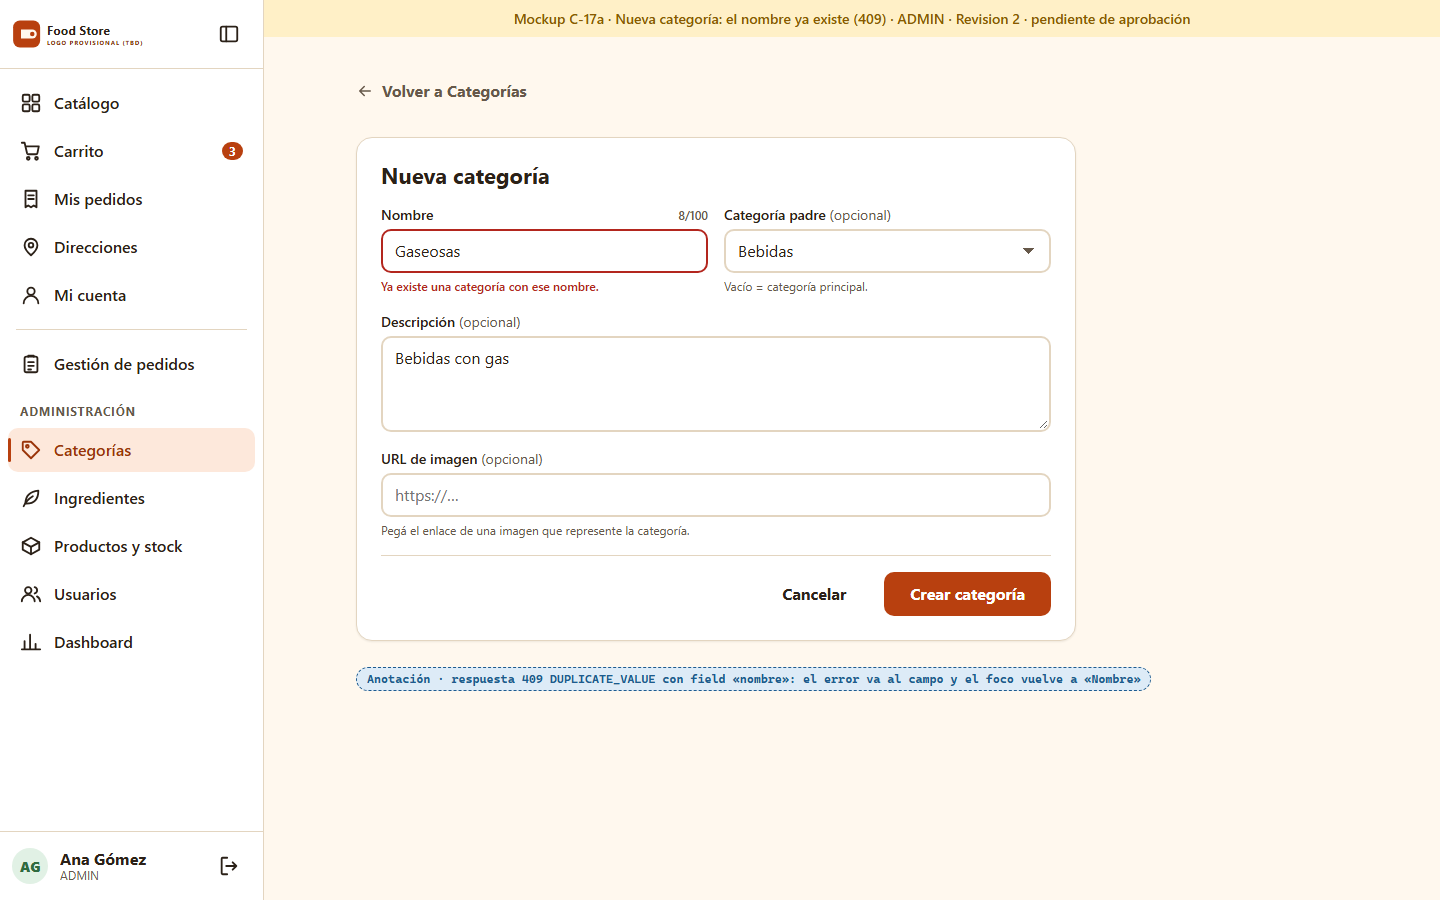 Food Store
LOGO PROVISIONAL (TBD)
Catálogo
Carrito
3
Mis pedidos
Direcciones
Mi cuenta
Gestión de pedidos
ADMINISTRACIÓN
Categorías
Ingredientes
Productos y stock
Usuarios
Dashboard
AG
Ana Gómez
ADMIN
Mockup C-17a · Nueva categoría: el nombre ya existe (409) · ADMIN · Revision 2 · pendiente de aprobación
← Volver a Categorías
Nueva categoría
Nombre 8/100
Gaseosas
Ya existe una categoría con ese nombre.
Categoría padre (opcional)
Bebidas
Vacío = categoría principal.
Descripción (opcional)
Bebidas con gas
URL de imagen (opcional)
https://...
Pegá el enlace de una imagen que represente la categoría.
Cancelar
Crear categoría
Anotación · respuesta 409 DUPLICATE_VALUE con field «nombre»: el error va al campo y el foco vuelve a «Nombre»